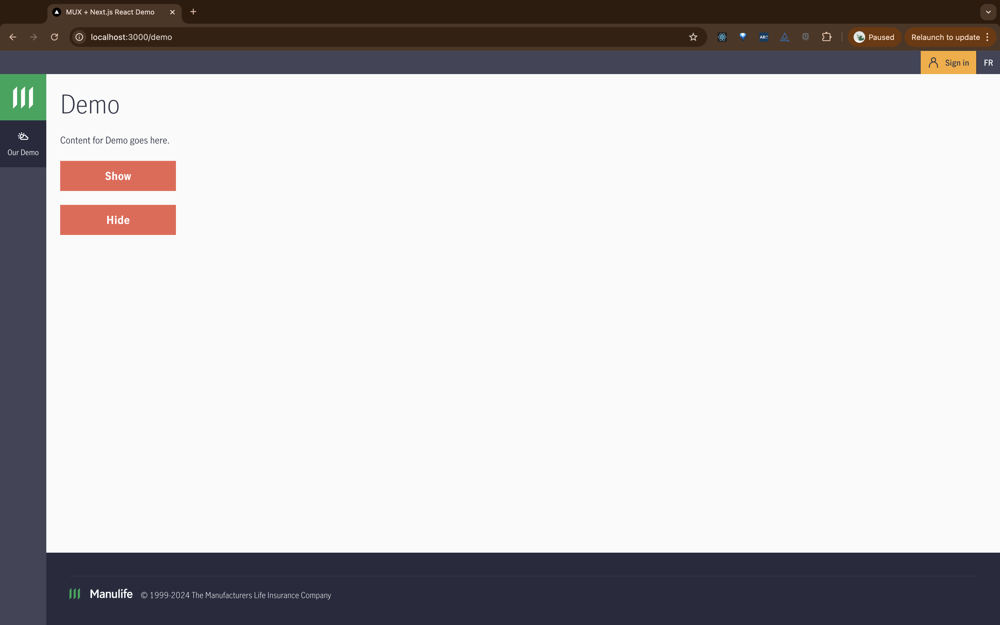 MUX + Next.js React Demo
localhost:3000/demo
ARC
Paused
Relaunch to update
Sign in
FR
Our Demo
Demo
Content for Demo goes here.
Show
Hide
Manulife © 1999-2024 The Manufacturers Life Insurance Company